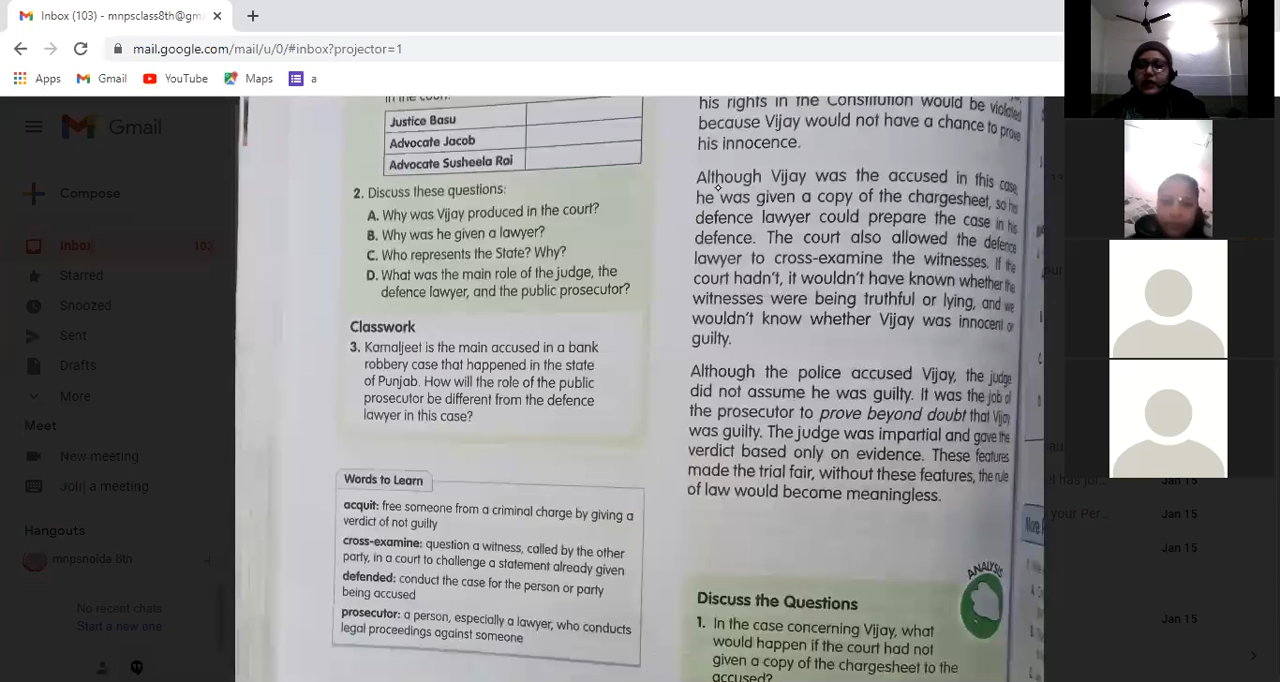 Inbox (103) - mnpsclass8th@gm
mail.google.com/mail/u/0/#inbox?projector=1
Apps
Gmail
YouTube
Maps
a
Gmail
Compose
Inbox
Starred
Snoozed
Sent
Drafts
More
Meet
New meeting
Join a meeting
Hangouts
mnpsnoida 8th
No recent chats
Start a new one
Justice Basu
Advocate Jacob
Advocate Susheela Rai
2. Discuss these questions:
A. Why was Vijay produced in the court?
B. Why was he given a lawyer?
C. Who represents the State? Why?
D. What was the main role of the judge, the
defence lawyer, and the public prosecutor?
Classwork
3. Kamaljeet is the main accused in a bank
robbery case that happened in the state
of Punjab. How will the role of the public
prosecutor be different from the defence
lawyer in this case?
Words to Learn
acquit: free someone from a criminal charge by giving a
verdict of not guilty
cross-examine: question a witness, called by the other
party, in a court to challenge a statement already given
defended: conduct the case for the person or party
being accused
prosecutor: a person, especially a lawyer, who conducts
legal proceedings against someone
his rights in the Constitution would be violated
because Vijay would not have a chance to prove
his innocence.
Although Vijay was the accused in this case,
he was given a copy of the chargesheet, so his
defence lawyer could prepare the case in his
defence. The court also allowed the defence
lawyer to cross-examine the witnesses. If the
court hadn't, it wouldn't have known whether the
witnesses were being truthful or lying, and we
wouldn't know whether Vijay was innocent or
guilty.
Although the police accused Vijay, the judge
did not assume he was guilty. It was the job of
the prosecutor to prove beyond doubt that Vijay
was guilty. The judge was impartial and gave the
verdict based only on evidence. These features
made the trial fair, without these features, the rule
of law would become meaningless.
ANALYSIS
Discuss the Questions
1. In the case concerning Vijay, what
would happen if the court had not
given a copy of the chargesheet to the
accused?
More
Jan 15
Jan 15
Jan 15
Jan 15